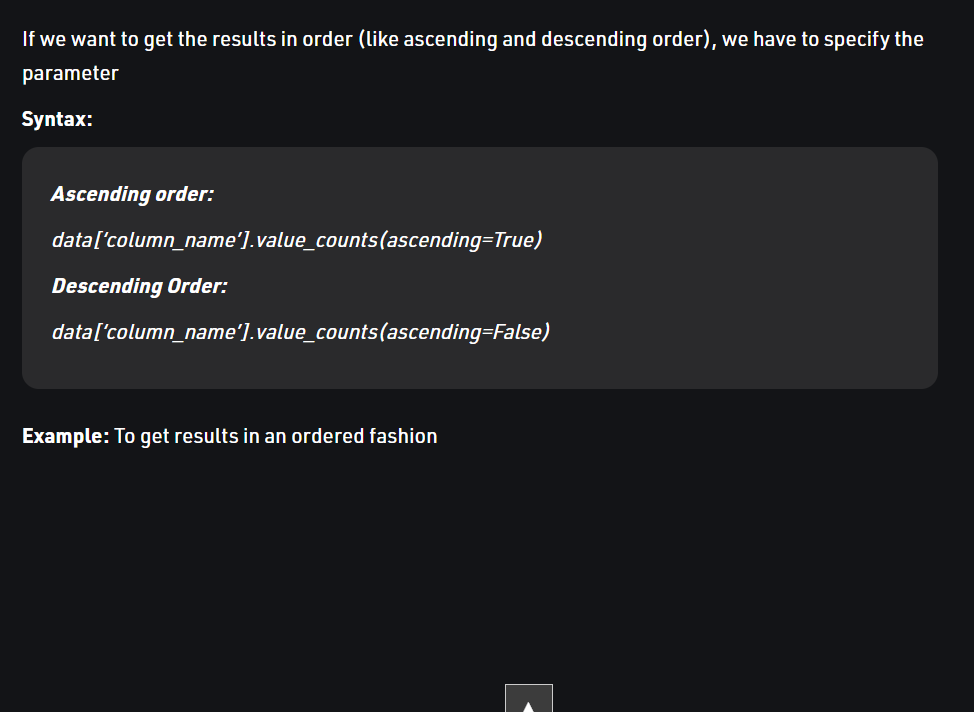 If we want to get the results in order (like ascending and descending order), we have to specify the
parameter
Syntax:
Ascending order:
data[‘column_name’].value_counts(ascending=True)
Descending Order:
data[‘column_name’].value_counts(ascending=False)
Example: To get results in an ordered fashion